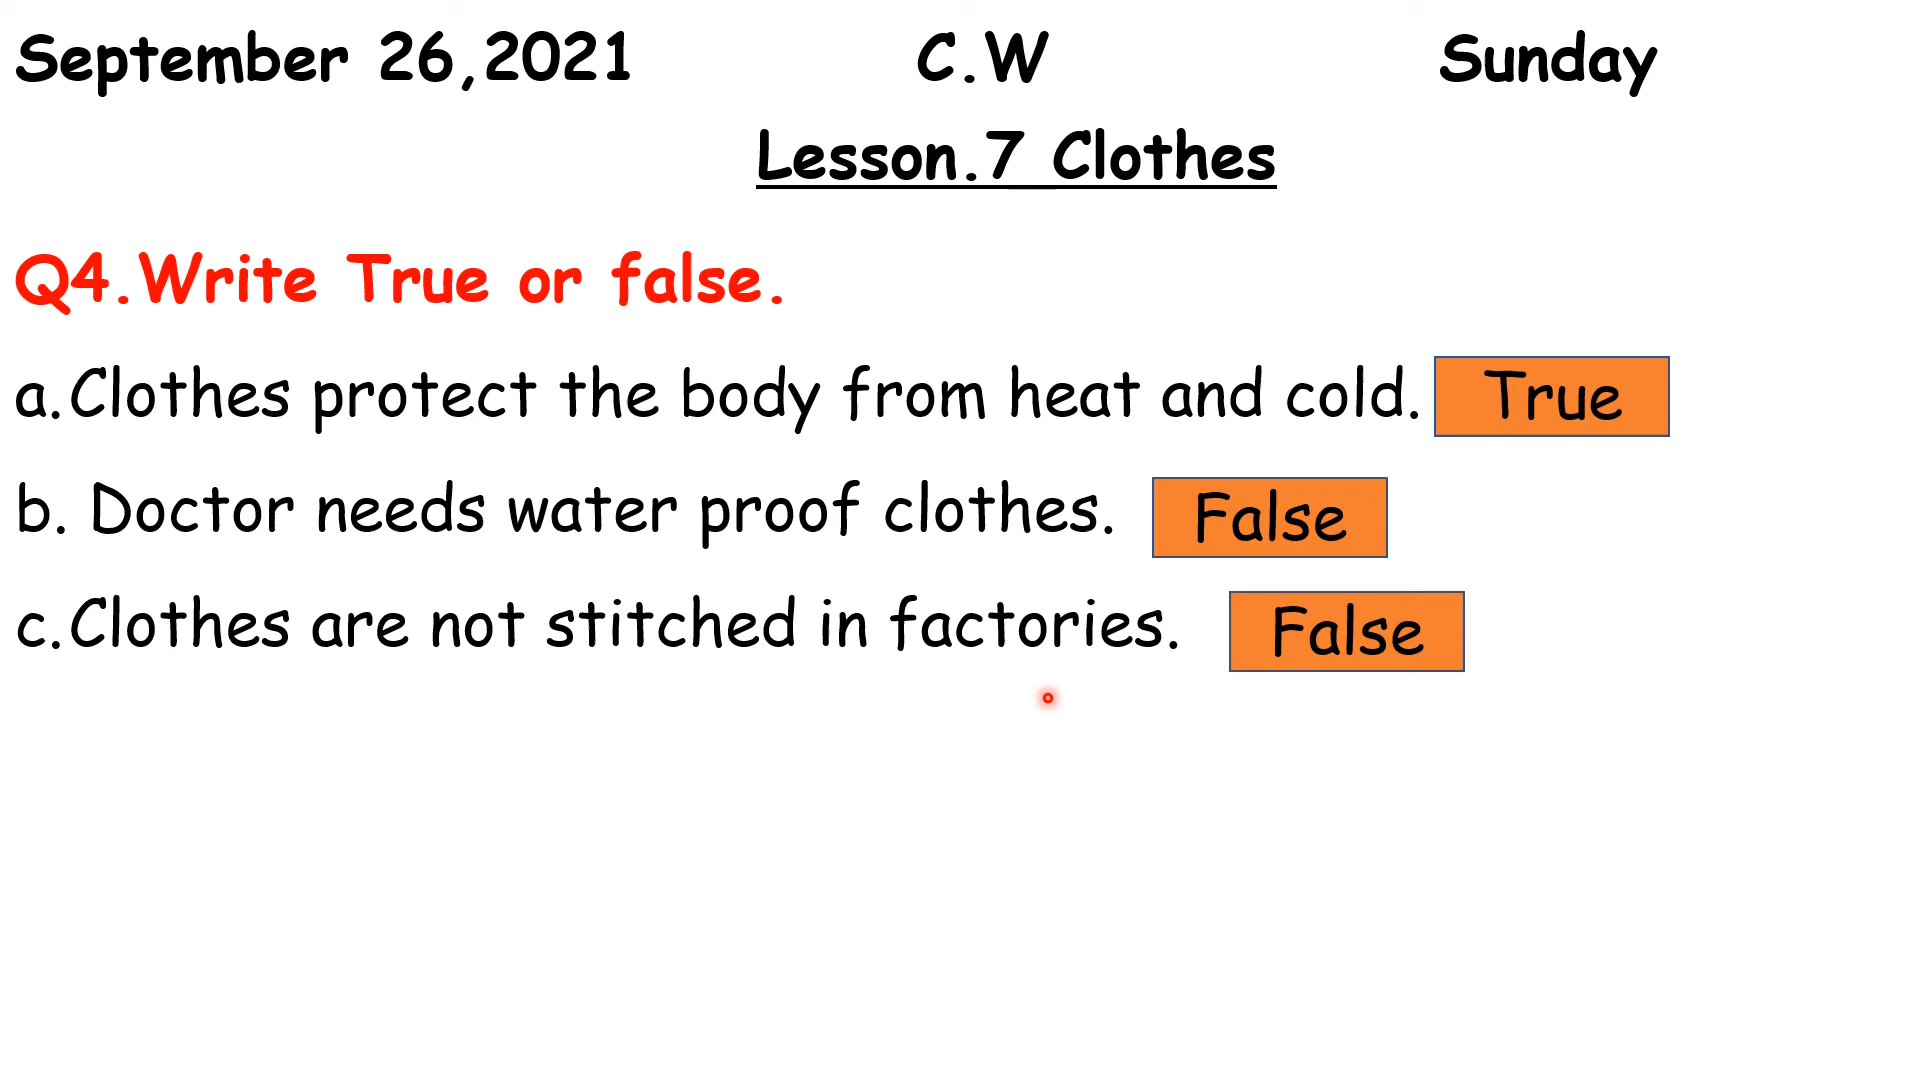 September 26,2021 C.W Sunday
Lesson.7 Clothes
Q4.Write True or false.
a.Clothes protect the body from heat and cold. True
b. Doctor needs water proof clothes. False
c.Clothes are not stitched in factories. False